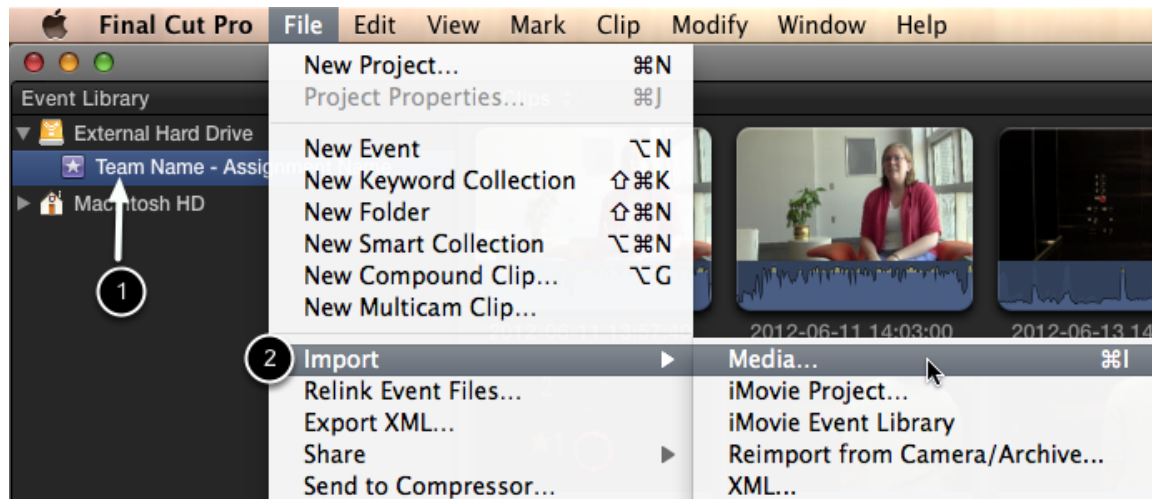 Final Cut Pro File Edit View Mark Clip Modify Window Help
Event Library
External Hard Drive
Team Name - Assig
Macintosh HD
1
New Project... ⌘N
Project Properties... ⌘J
New Event ⌥N
New Keyword Collection ⇧⌘K
New Folder ⇧⌘N
New Smart Collection ⌥⌘N
New Compound Clip... ⌥G
New Multicam Clip...
2 Import
Relink Event Files...
Export XML...
Share
Send to Compressor...
2012-06-11 14:03:00
2012-06-13 14
Media... ⌘I
iMovie Project...
iMovie Event Library
Reimport from Camera/Archive...
XML...